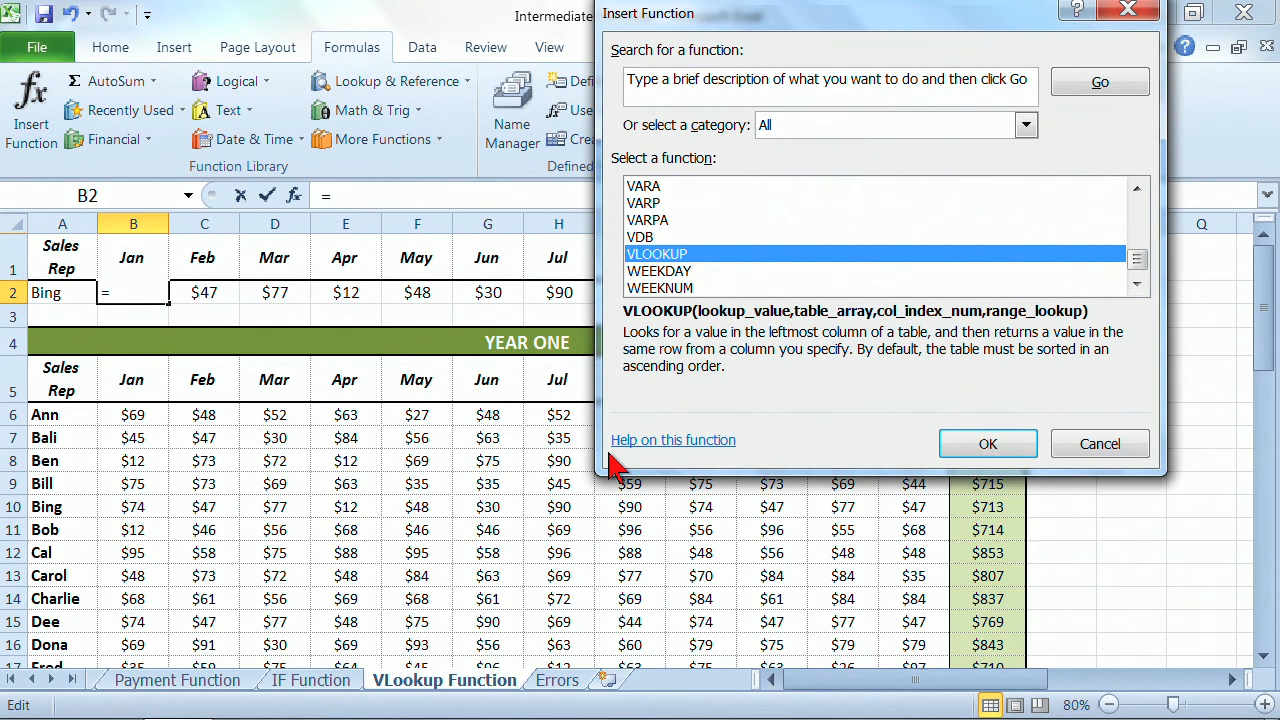 Intermediate
Insert Function
File Home Insert Page Layout Formulas Data Review View
Search for a function:
Type a brief description of what you want to do and then click Go
Go
Or select a category: All
Select a function:
VARA
VARP
VARPA
VDB
VLOOKUP
WEEKDAY
WEEKNUM
VLOOKUP(lookup_value,table_array,col_index_num,range_lookup)
Looks for a value in the leftmost column of a table, and then returns a value in the
same row from a column you specify. By default, the table must be sorted in an
ascending order.
Help on this function
OK Cancel
fx
Insert
Function
Σ AutoSum
Recently Used
Financial
Logical
Text
Date & Time
Lookup & Reference
Math & Trig
More Functions
Function Library
Name
Manager
Defi
Use
Crea
Defined
B2 fx =
A B C D E F G H Q
1 Sales Rep Jan Feb Mar Apr May Jun Jul
2 Bing = $47 $77 $12 $48 $30 $90
3
4 YEAR ONE
5 Sales Rep Jan Feb Mar Apr May Jun Jul
6 Ann $69 $48 $52 $63 $27 $48 $52
7 Bali $45 $47 $30 $84 $56 $63 $35
8 Ben $12 $73 $72 $12 $69 $75 $90
9 Bill $75 $73 $69 $63 $35 $35 $45 $59 $75 $73 $69 $44 $715
10 Bing $74 $47 $77 $12 $48 $30 $90 $90 $74 $47 $77 $47 $713
11 Bob $12 $46 $56 $48 $46 $46 $69 $96 $56 $96 $55 $68 $714
12 Cal $95 $58 $75 $88 $95 $58 $96 $88 $48 $56 $48 $48 $853
13 Carol $48 $73 $72 $48 $84 $63 $69 $77 $70 $84 $84 $35 $807
14 Charlie $68 $61 $56 $69 $68 $61 $72 $69 $84 $61 $84 $84 $837
15 Dee $74 $47 $77 $48 $75 $90 $69 $44 $74 $47 $77 $47 $769
16 Dona $69 $91 $30 $69 $93 $56 $63 $60 $79 $75 $79 $79 $843
17 Fred
Payment Function IF Function VLookup Function Errors
Edit 80%